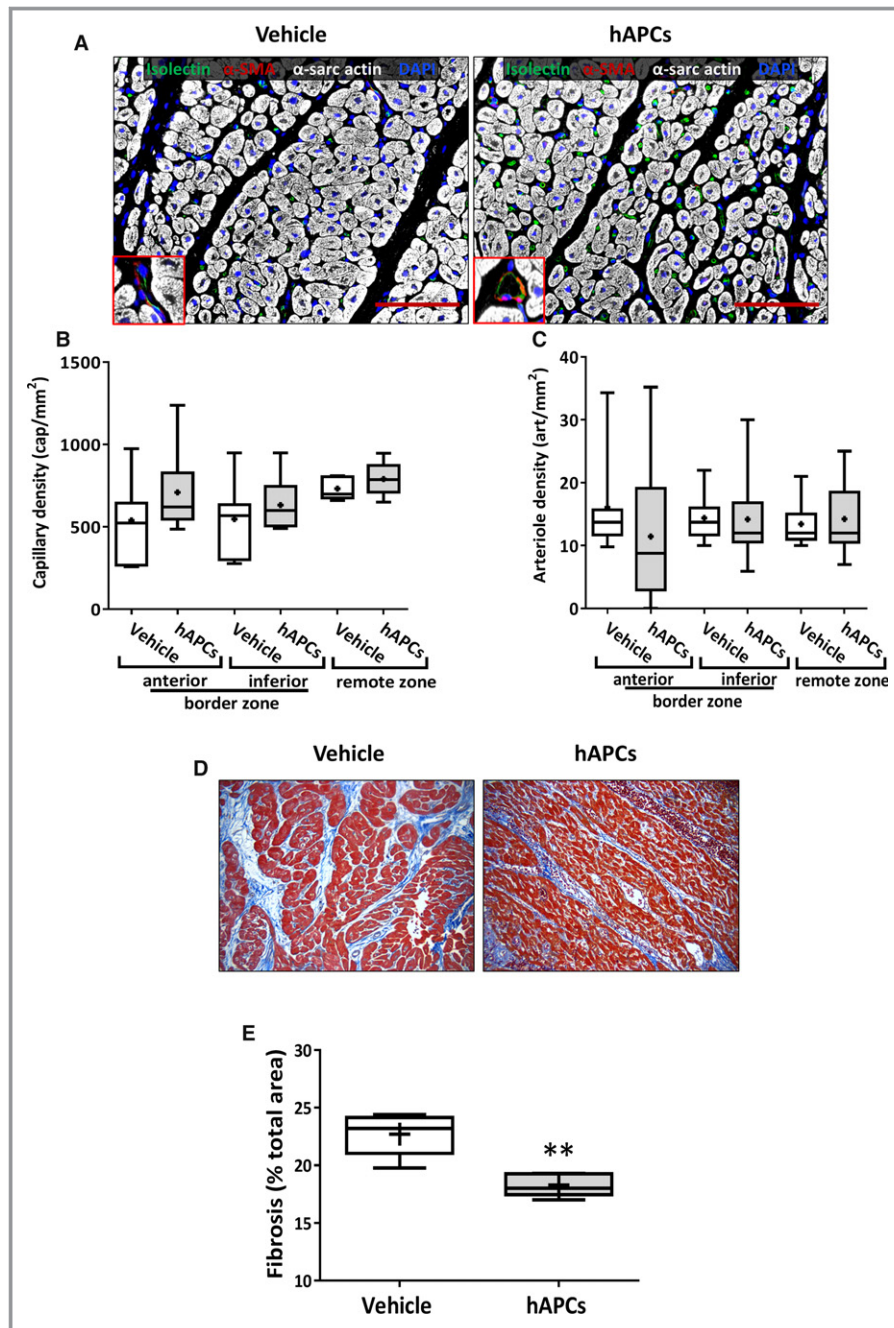 A
Vehicle
hAPCs
Isolectin α-SMA α-sarc actin DAPI
Isolectin α-SMA α-sarc actin DAPI
B
Capillary density (cap/mm²)
1500
1000
500
0
Vehicle
hAPCs
Vehicle
hAPCs
Vehicle
hAPCs
anterior
inferior
remote zone
border zone
C
Arteriole density (art/mm²)
40
30
20
10
0
Vehicle
hAPCs
Vehicle
hAPCs
Vehicle
hAPCs
anterior
inferior
remote zone
border zone
D
Vehicle
hAPCs
E
Fibrosis (% total area)
30
25
20
15
10
**
Vehicle
hAPCs